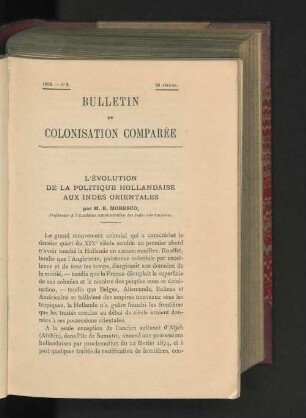 1908. — N° 2. 20 Février.
BULLETIN
DE
COLONISATION COMPARÉE
L'ÉVOLUTION
DE LA POLITIQUE HOLLANDAISE
AUX INDES ORIENTALES
par M. E. MORESCO,
Professeur à l'Académie administrative des Indes néerlandaises.
Le grand mouvement colonial qui a caractérisé le
dernier quart du XIXe siècle semble au premier abord
n'avoir touché la Hollande en aucune manière. En effet,
tandis que l'Angleterre, puissance coloniale par excel-
lence et de tous les temps, élargissait son domaine de
la moitié, — tandis que la France décuplait la superficie
de ses colonies et le nombre des peuples sous sa domi-
nation, — tandis que Belges, Allemands, Italiens et
Américains se taillaient des empires nouveaux sous les
tropiques, la Hollande n'a guère franchi les frontières
que les traités conclus au début du siècle avaient don-
nées à ses possessions orientales.
A la seule exception de l'ancien sultanat d'Atjeh
(Atchin), dans l'île de Sumatra, annexé aux possessions
hollandaises par proclamation du 12 février 1874, et à
part quelques traités de rectification de frontières, con-